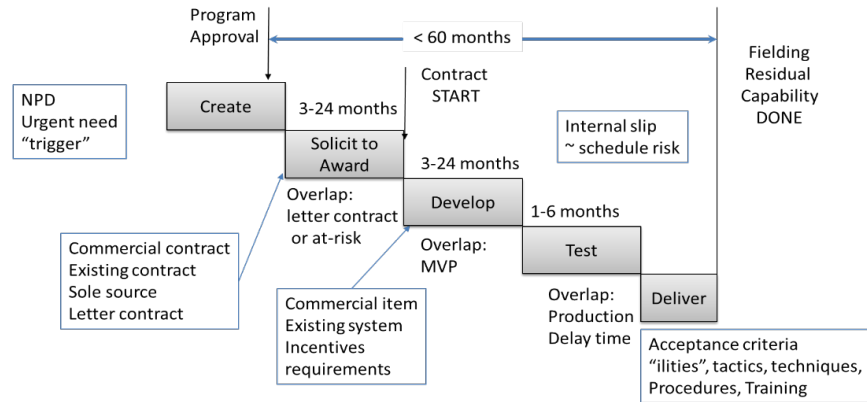 Program
Approval
< 60 months
Fielding
Residual
Capability
DONE
Contract
START
NPD
Urgent need
“trigger”
Create
3-24 months
Internal slip
~ schedule risk
Solicit to
Award
3-24 months
Overlap:
letter contract
or at-risk
Develop
1-6 months
Commercial contract
Existing contract
Sole source
Letter contract
Overlap:
MVP
Test
Commercial item
Existing system
Incentives
requirements
Overlap:
Production
Delay time
Deliver
Acceptance criteria
“ilities”, tactics, techniques,
Procedures, Training